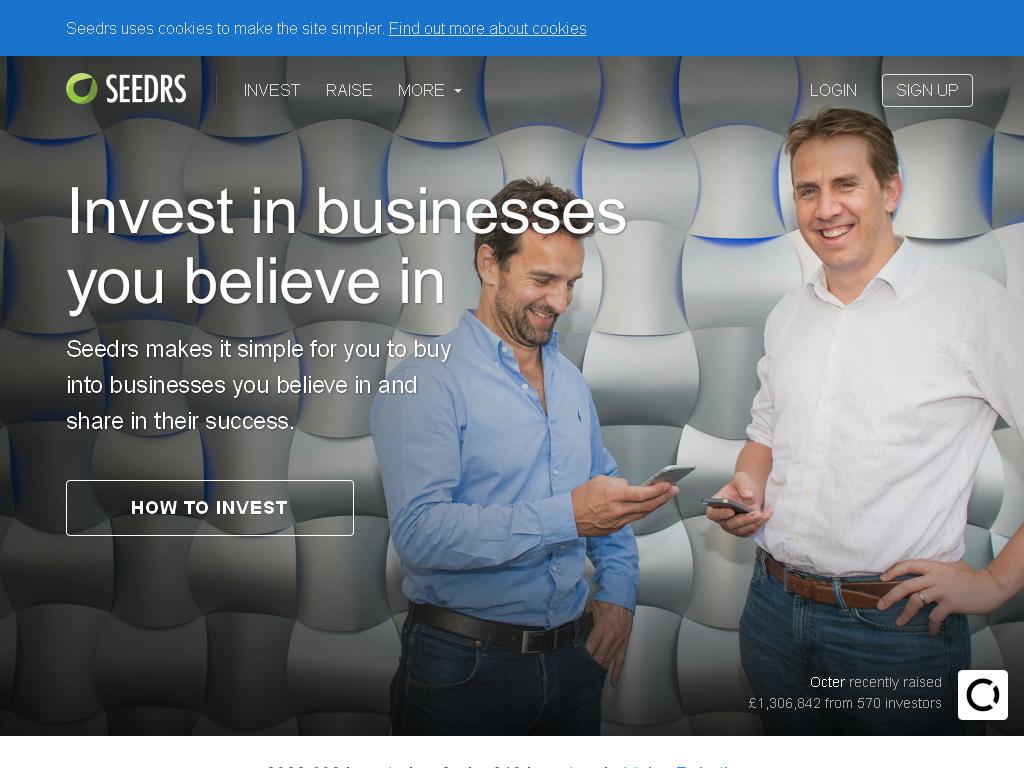 Seedrs uses cookies to make the site simpler. Find out more about cookies
SEEDRS
INVEST
RAISE
MORE
LOGIN
SIGN UP
Invest in businesses
you believe in
Seedrs makes it simple for you to buy
into businesses you believe in and
share in their success.
HOW TO INVEST
Octer recently raised
£1,306,842 from 570 investors